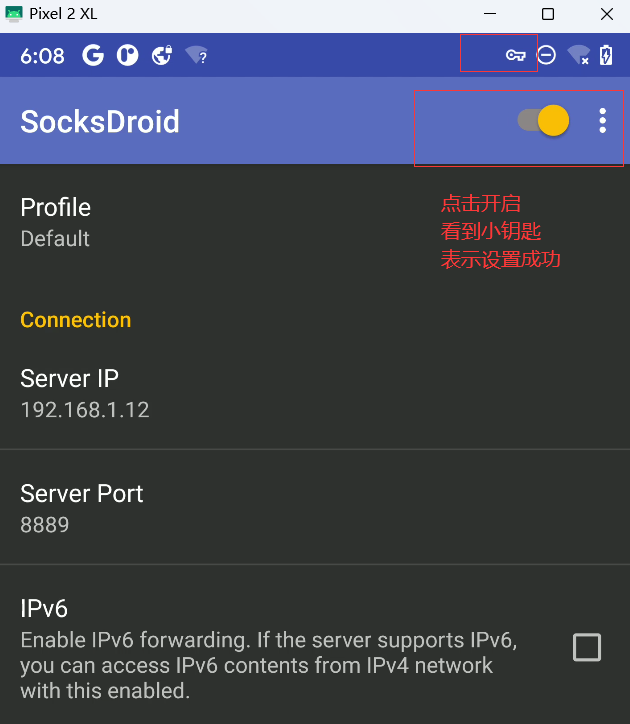 Pixel 2 XL
6:08
SocksDroid
Profile
Default
点击开启
看到小钥匙
表示设置成功
Connection
Server IP
192.168.1.12
Server Port
8889
IPv6
Enable IPv6 forwarding. If the server supports IPv6,
you can access IPv6 contents from IPv4 network
with this enabled.